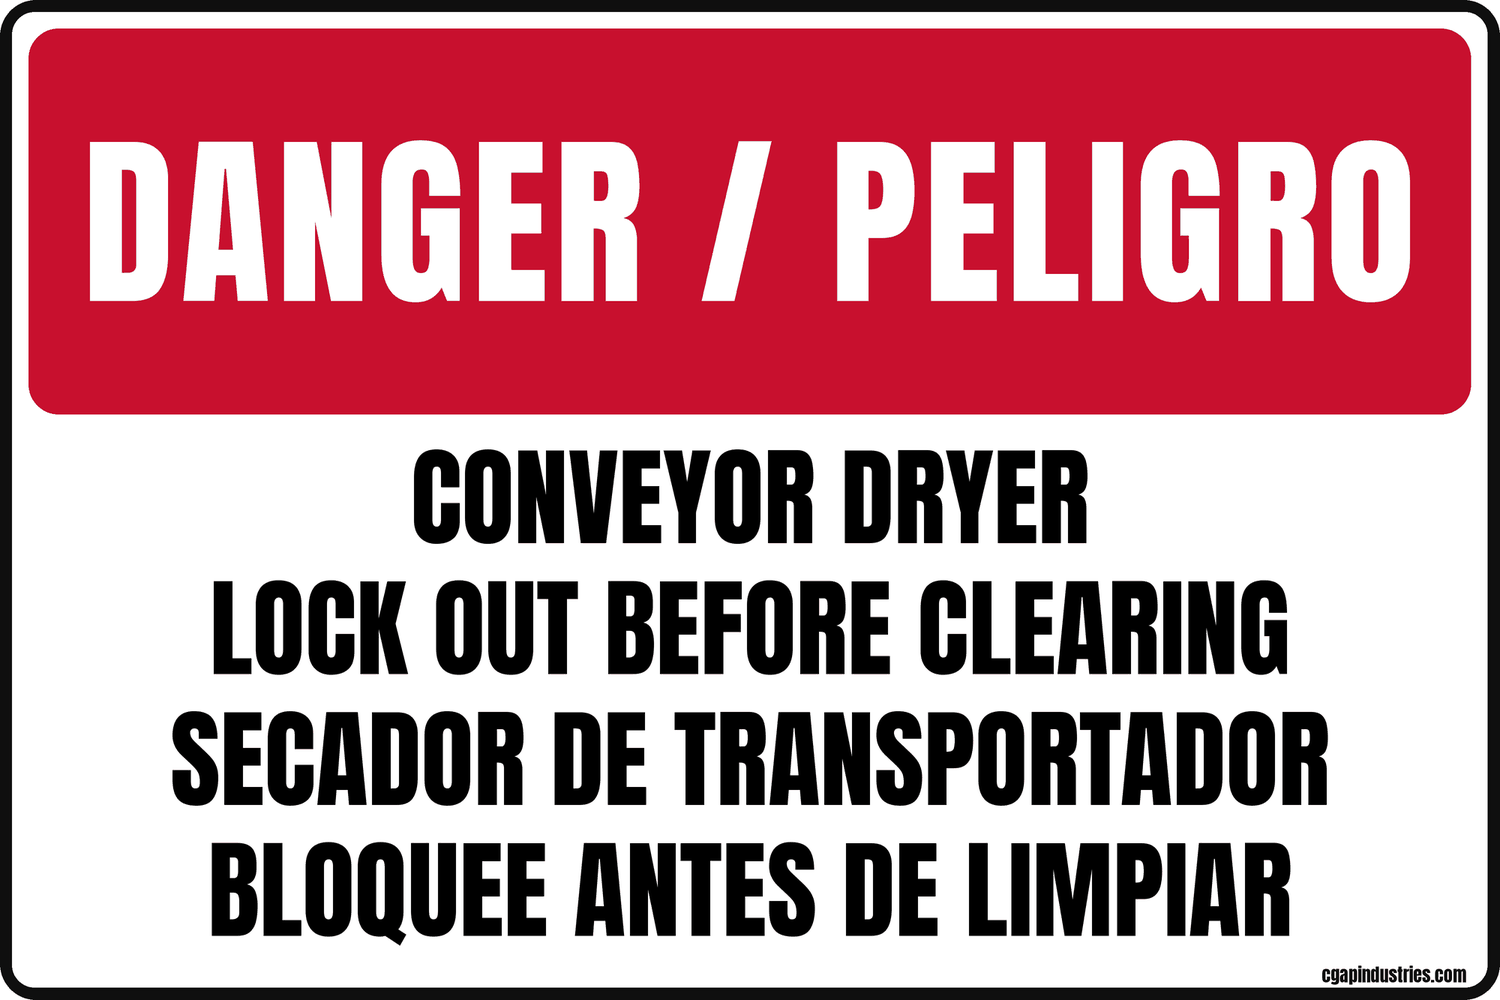 DANGER / PELIGRO
CONVEYOR DRYER
LOCK OUT BEFORE CLEARING
SECADOR DE TRANSPORTADOR
BLOQUEE ANTES DE LIMPIAR
cgapindustries.com